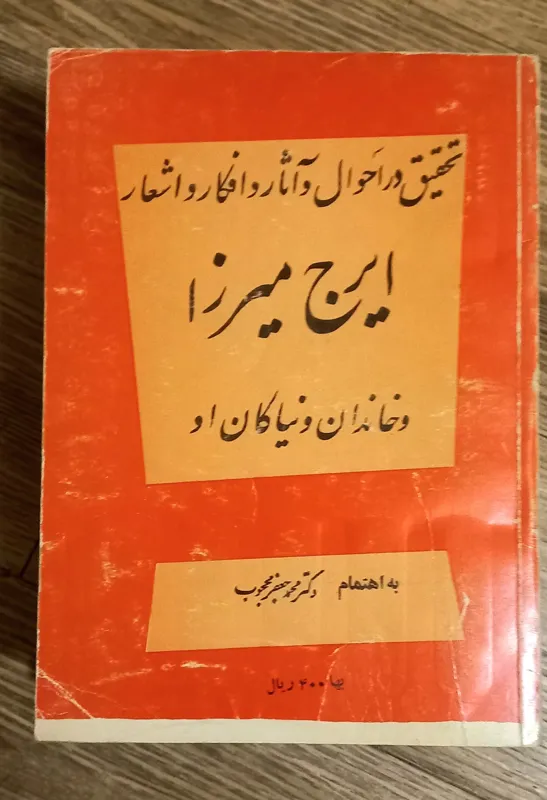 تحقیق در احوال و آثار و افکار و اشعار
ایرج میرزا
و خاندان و نیاکان او
به اهتمام دکتر محمد جعفر محجوب
بها ۴۰۰ ریال